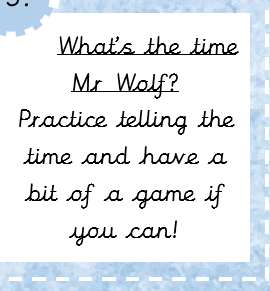 What's the time
Mr Wolf?
Practice telling the
time and have a
bit of a game if
you can!